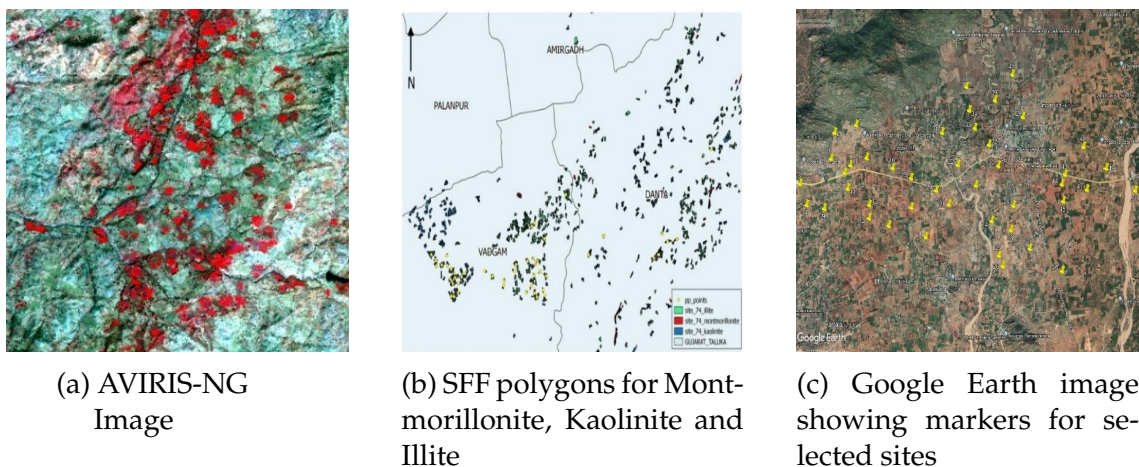 AMIRGADH
N
PALANPUR
DANTA
VADGAM
pp_points
site_74_illite
site_74_montmorillonite
site_74_kaolinite
GUJARAT_TALUKA
Google Earth
(a) AVIRIS-NG
Image
(b) SFF polygons for Mont-
morillonite, Kaolinite and
Illite
(c) Google Earth image
showing markers for se-
lected sites